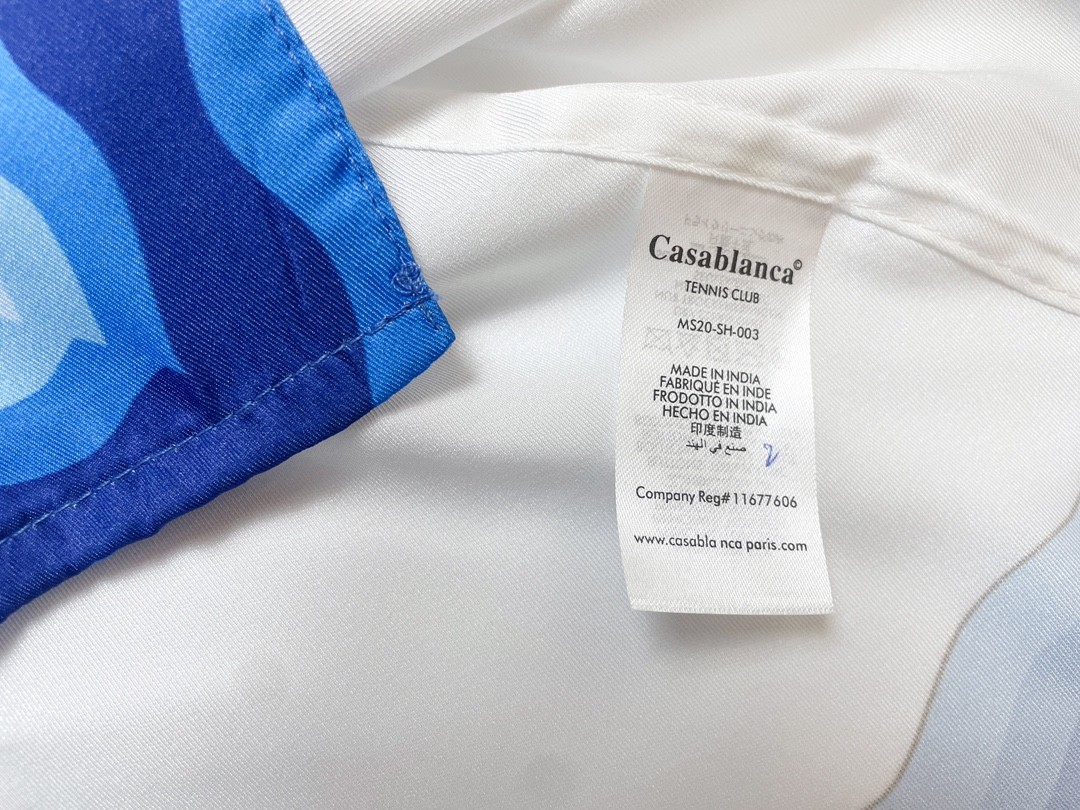 Casablanca©
TENNIS CLUB
MS20-SH-003
MADE IN INDIA
FABRIQUÉ EN INDE
FRODOTTO IN INDIA
HECHO EN INDIA
印度制造
صنع في الهند
Company Reg# 11677606
www.casabla nca paris.com